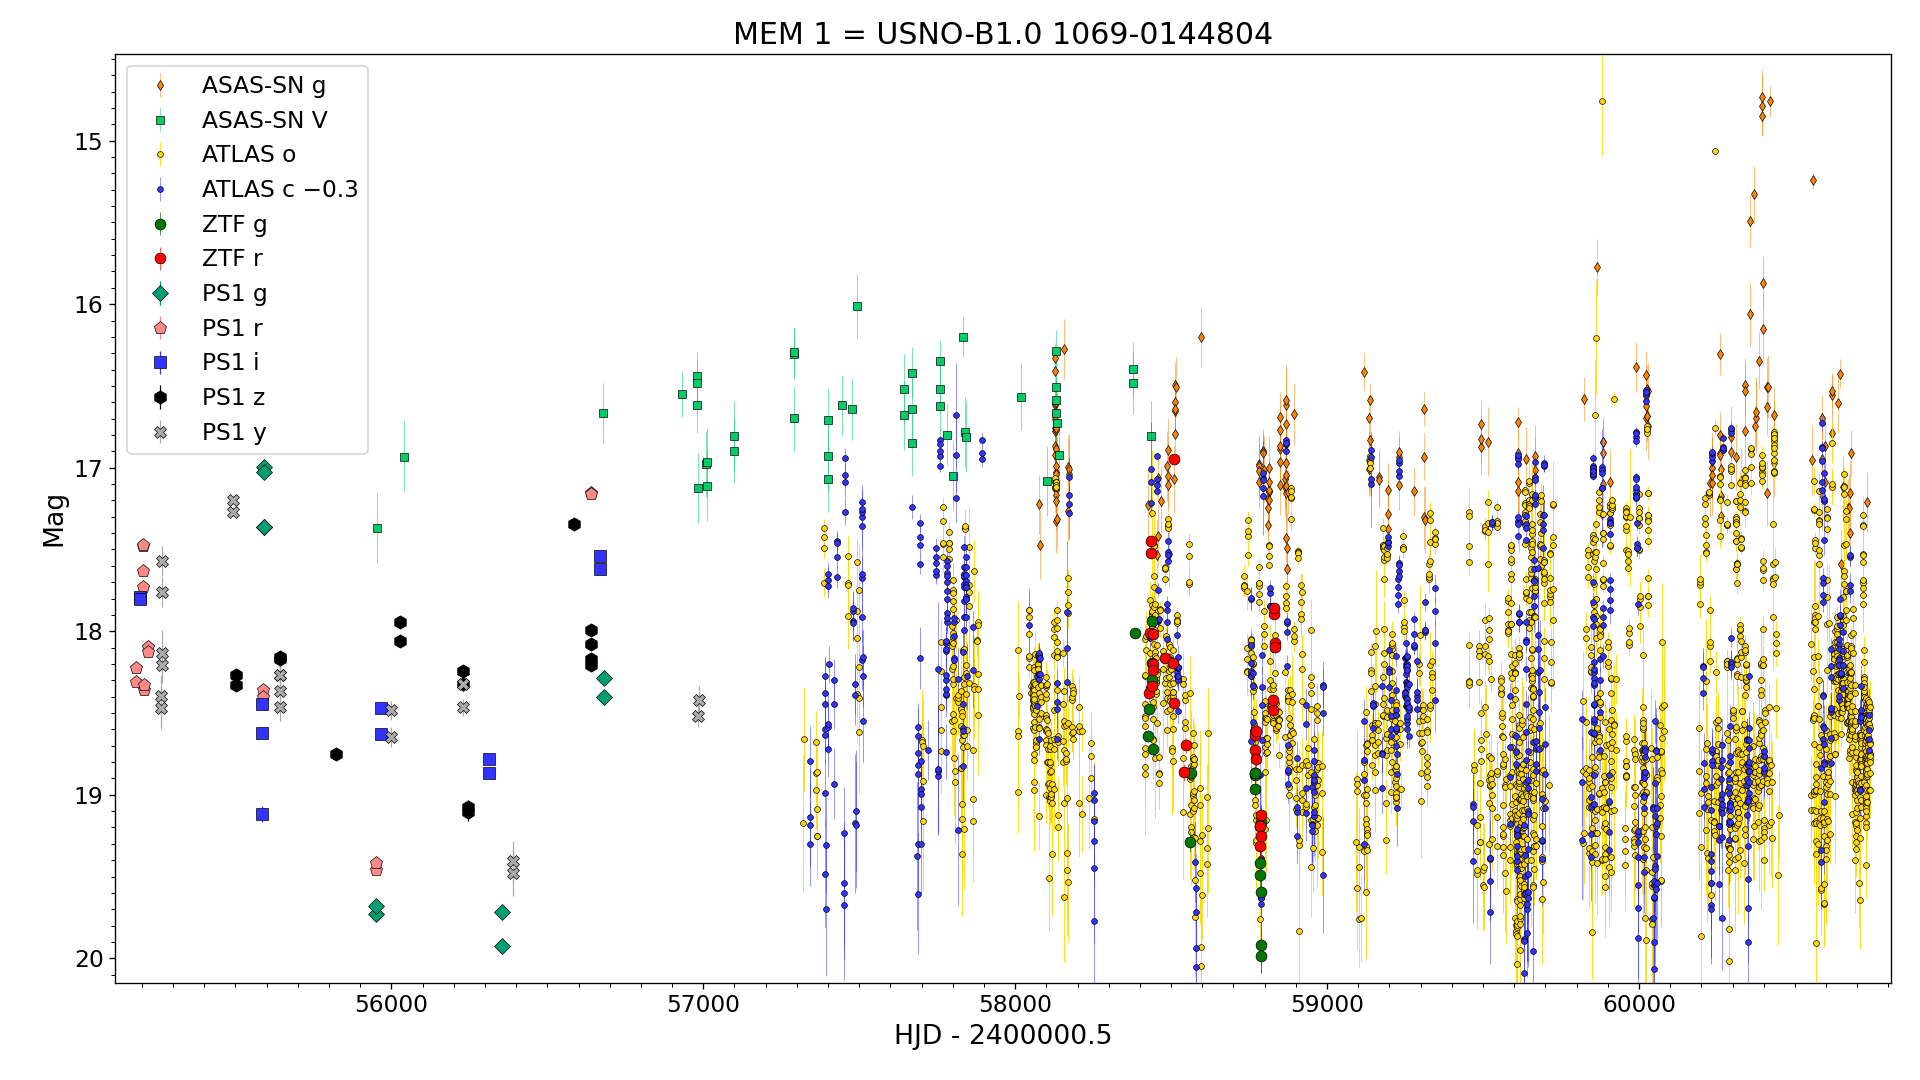 MEM 1 = USNO-B1.0 1069-0144804
ASAS-SN g
ASAS-SN V
ATLAS o
ATLAS c −0.3
ZTF g
ZTF r
PS1 g
PS1 r
PS1 i
PS1 z
PS1 y
15
16
17
18
19
20
Mag
56000 57000 58000 59000 60000
HJD - 2400000.5